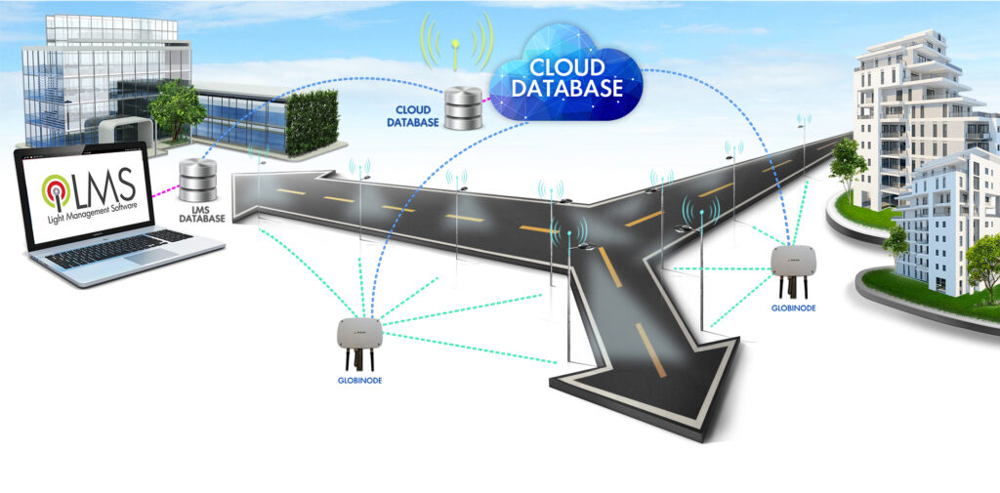 CLOUD
DATABASE
CLOUD
DATABASE
LMS
Light Management Software
LMS
DATABASE
GLOBINODE
GLOBINODE